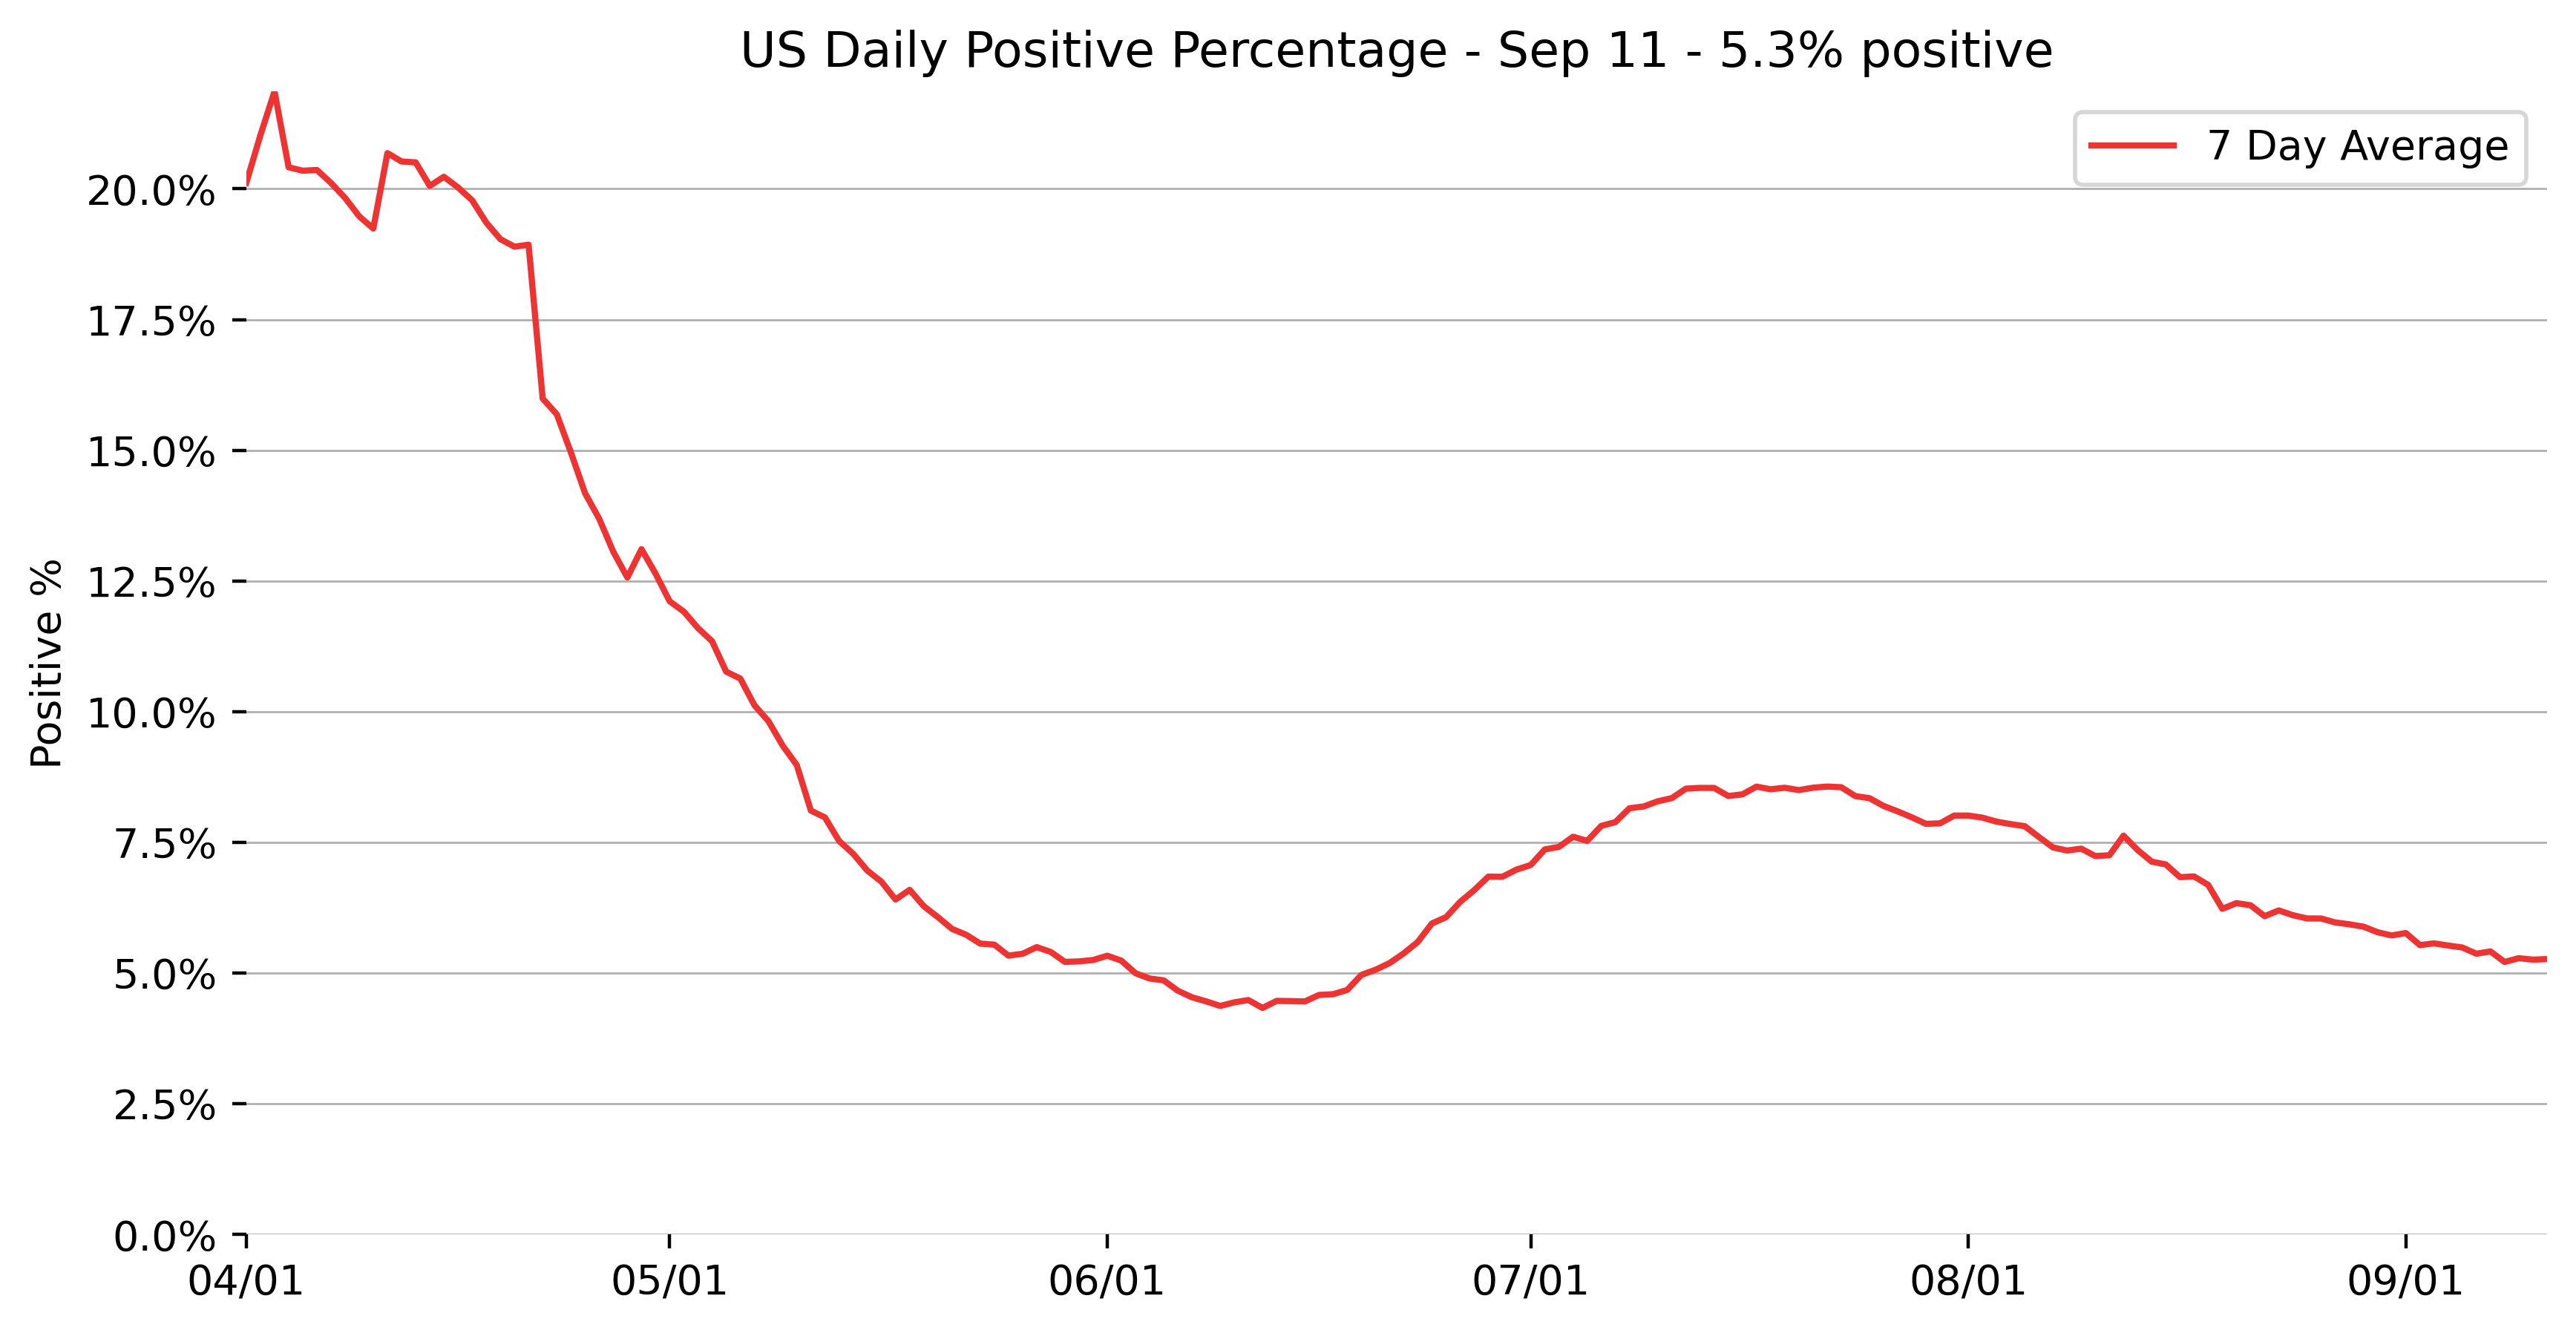 US Daily Positive Percentage - Sep 11 - 5.3% positive
7 Day Average
Positive %
20.0%
17.5%
15.0%
12.5%
10.0%
7.5%
5.0%
2.5%
0.0%
04/01 05/01 06/01 07/01 08/01 09/01